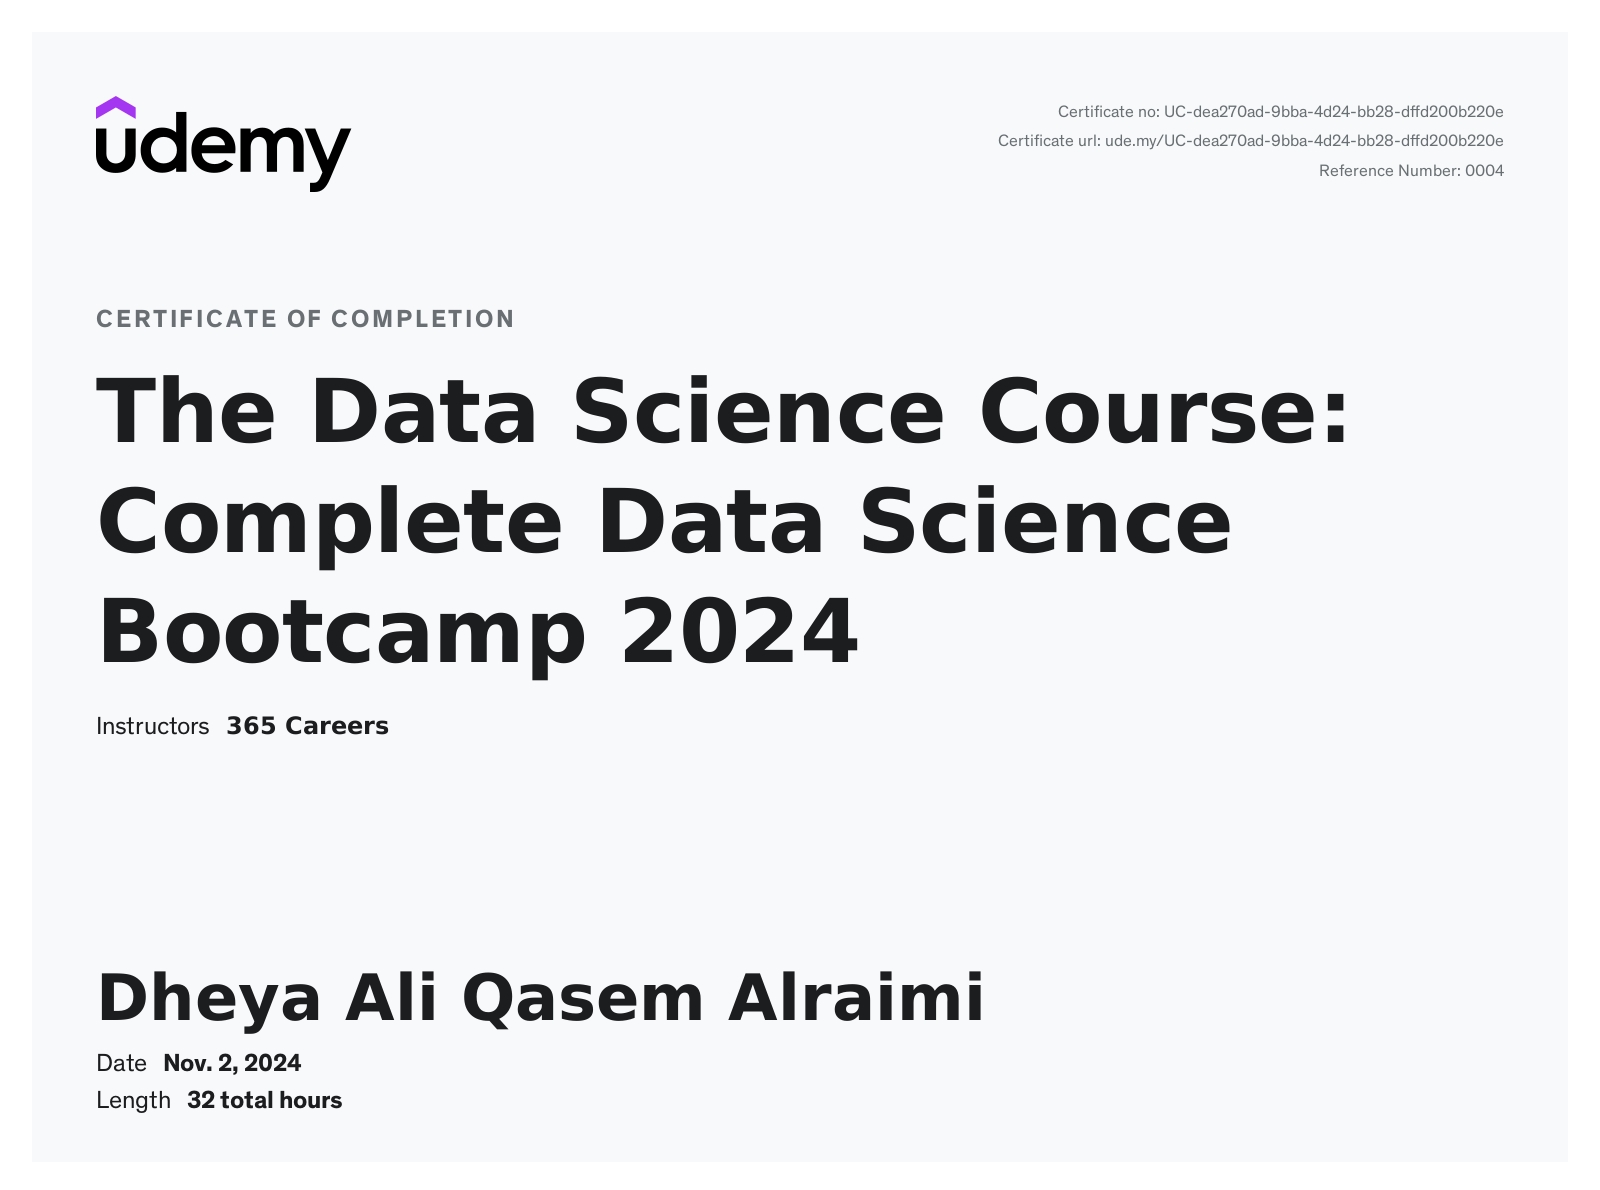 udemy
Certificate no: UC-dea270ad-9bba-4d24-bb28-dffd200b220e
Certificate url: ude.my/UC-dea270ad-9bba-4d24-bb28-dffd200b220e
Reference Number: 0004
CERTIFICATE OF COMPLETION
The Data Science Course:
Complete Data Science
Bootcamp 2024
Instructors 365 Careers
Dheya Ali Qasem Alraimi
Date Nov. 2, 2024
Length 32 total hours